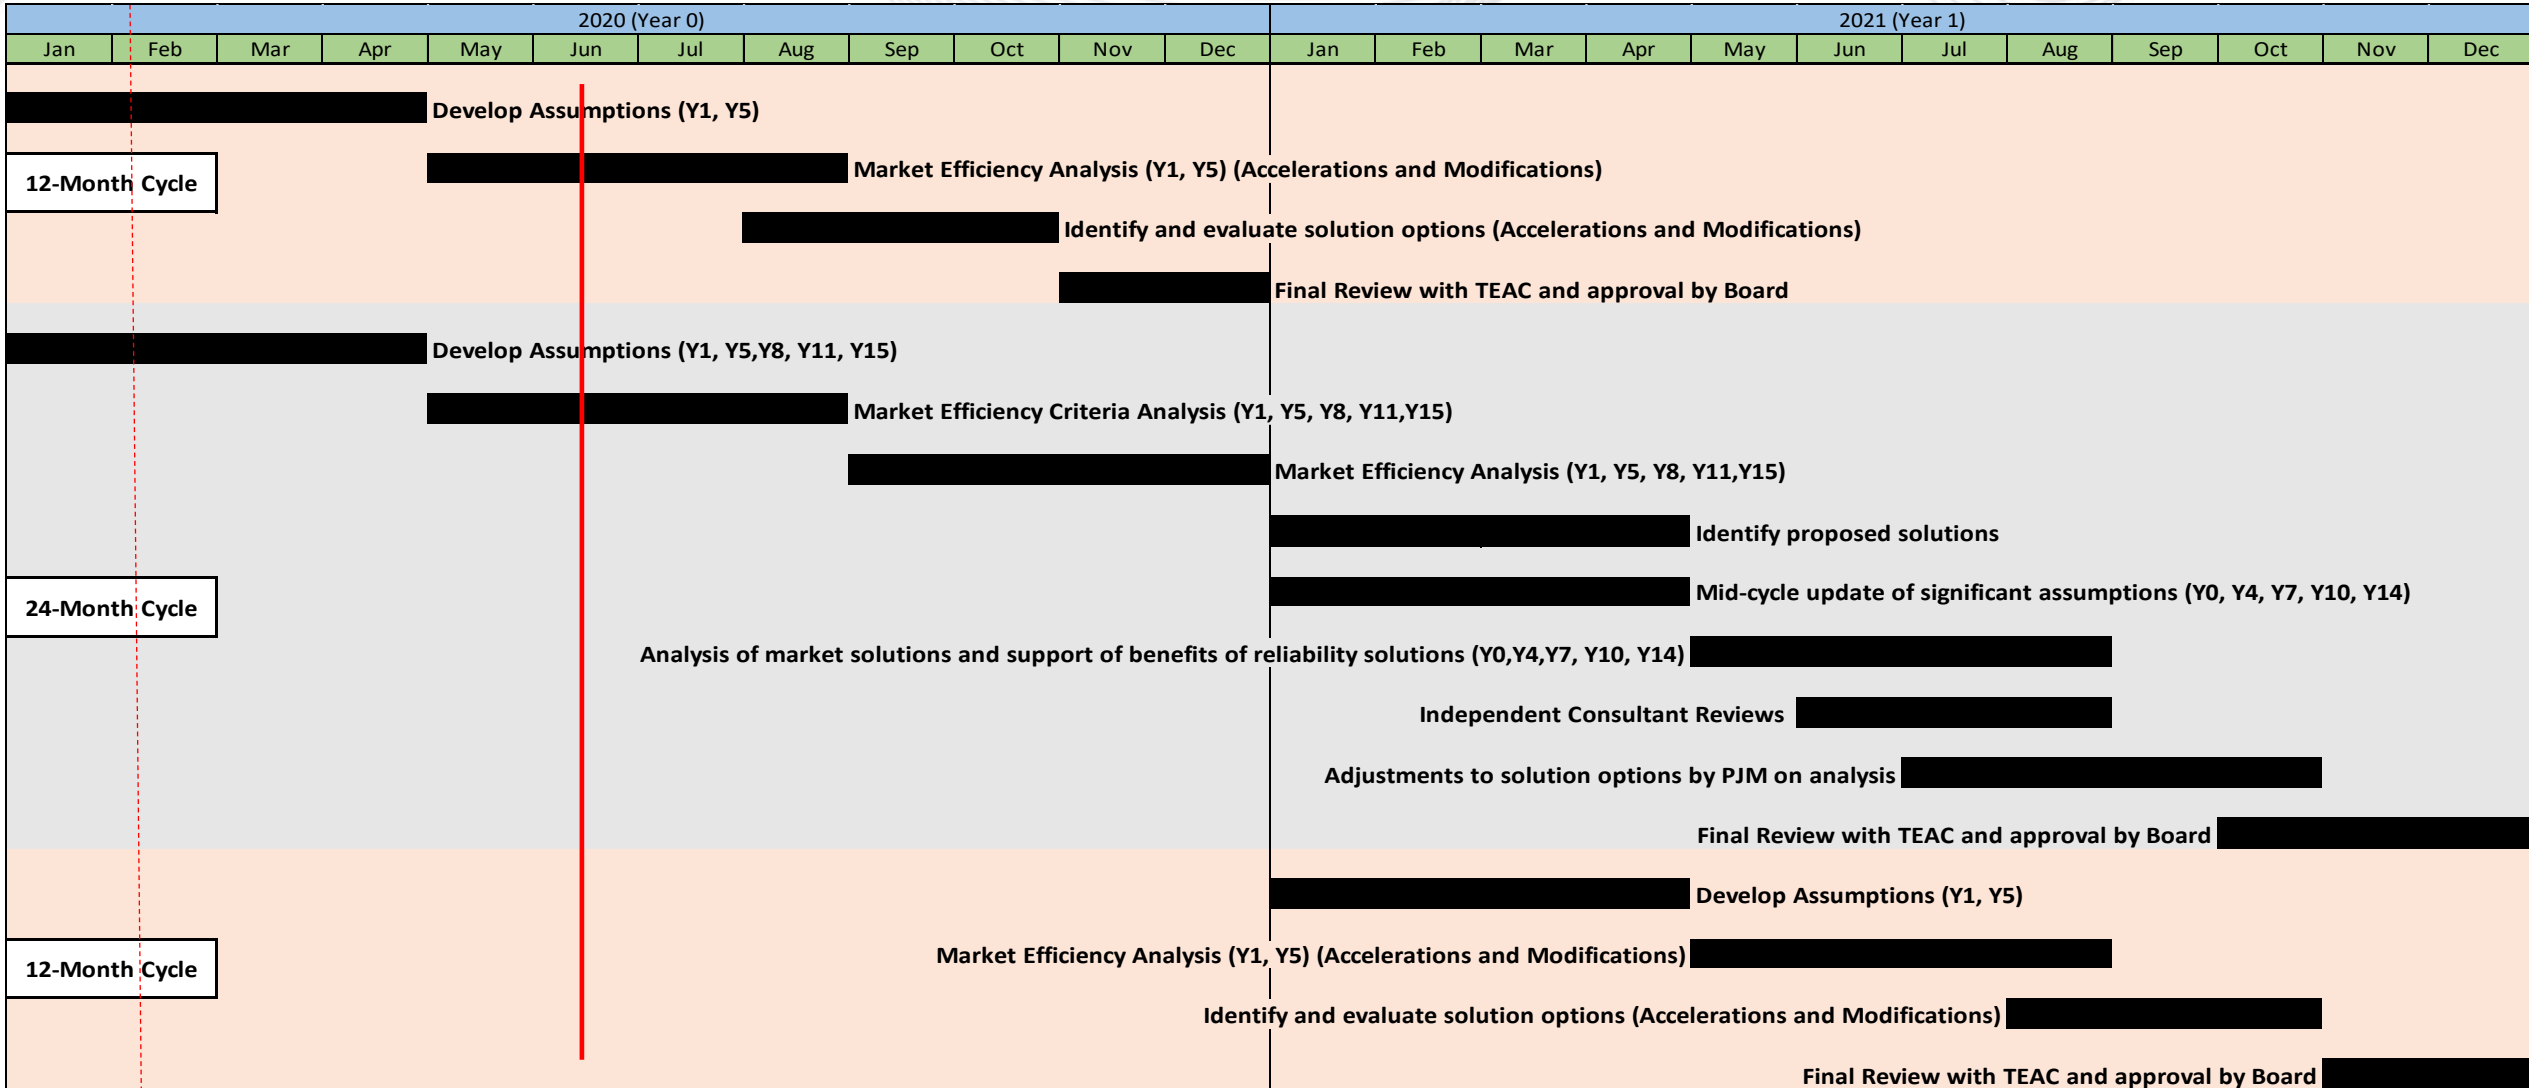 2020 (Year 0) 2021 (Year 1)
Jan Feb Mar Apr May Jun Jul Aug Sep Oct Nov Dec Jan Feb Mar Apr May Jun Jul Aug Sep Oct Nov Dec
Develop Assumptions (Y1, Y5)
Market Efficiency Analysis (Y1, Y5) (Accelerations and Modifications)
12-Month Cycle
Identify and evaluate solution options (Accelerations and Modifications)
Final Review with TEAC and approval by Board
Develop Assumptions (Y1, Y5,Y8, Y11, Y15)
Market Efficiency Criteria Analysis (Y1, Y5, Y8, Y11,Y15)
Market Efficiency Analysis (Y1, Y5, Y8, Y11,Y15)
Identify proposed solutions
Mid-cycle update of significant assumptions (Y0, Y4, Y7, Y10, Y14)
24-Month Cycle
Analysis of market solutions and support of benefits of reliability solutions (Y0,Y4,Y7, Y10, Y14)
Independent Consultant Reviews
Adjustments to solution options by PJM on analysis
Final Review with TEAC and approval by Board
Develop Assumptions (Y1, Y5)
Market Efficiency Analysis (Y1, Y5) (Accelerations and Modifications)
12-Month Cycle
Identify and evaluate solution options (Accelerations and Modifications)
Final Review with TEAC and approval by Board